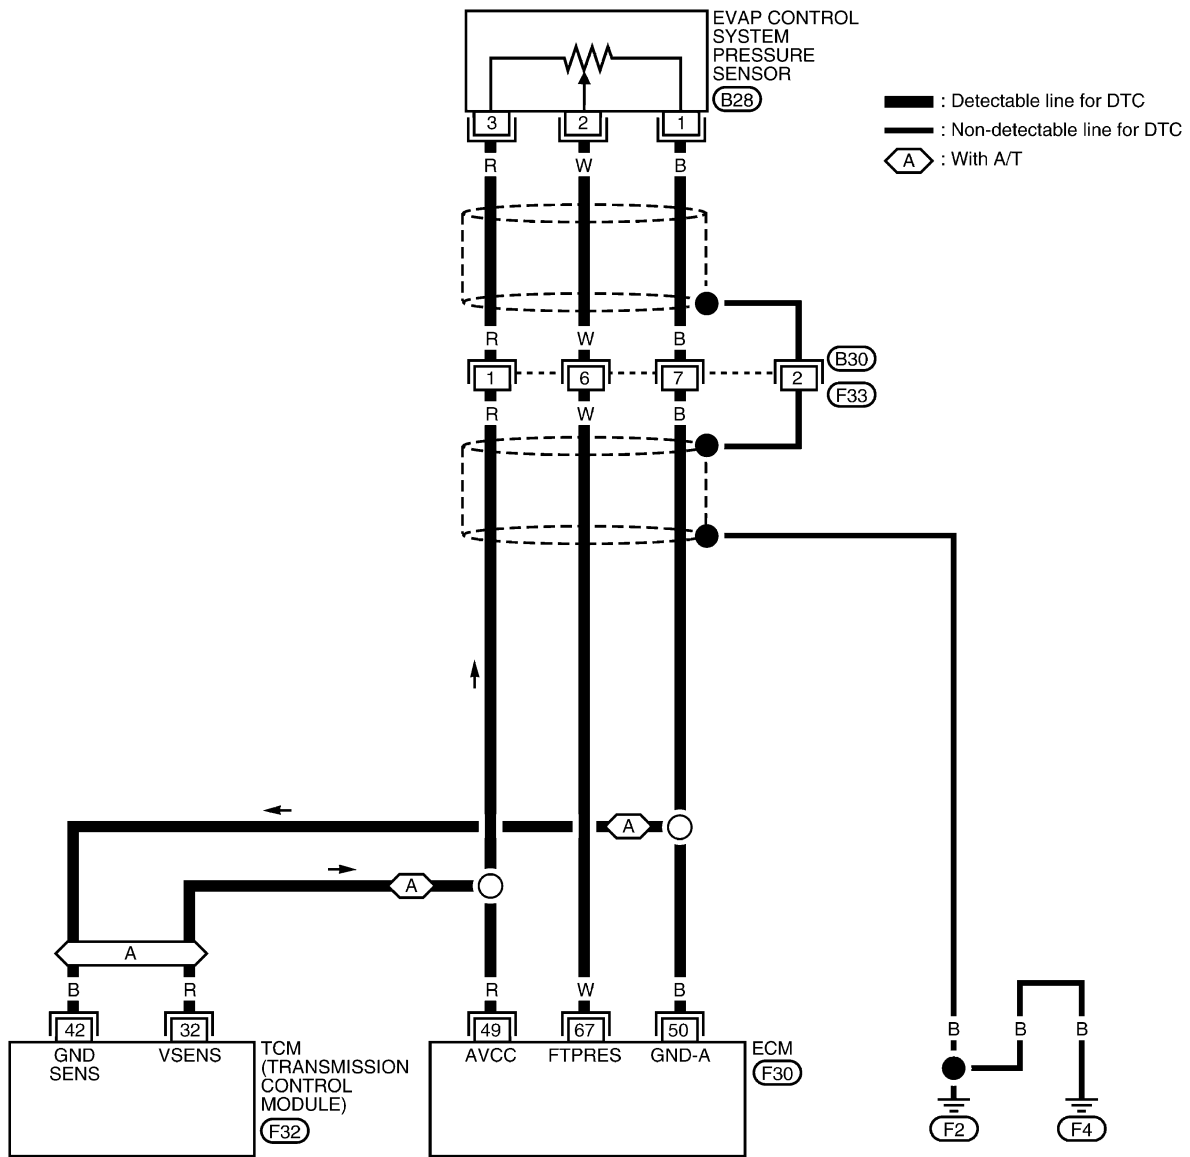 EVAP CONTROL
SYSTEM
PRESSURE
SENSOR
B28
: Detectable line for DTC
: Non-detectable line for DTC
A : With A/T
3 2 1
R W B
R W B
1 6 7 2
B30
F33
R W B
A
A
A
B R R W B
B B B
42 32 49 67 50
GND
SENS
VSENS
TCM
(TRANSMISSION
CONTROL
MODULE)
F32
AVCC FTPRES GND-A
ECM
F30
F2 F4